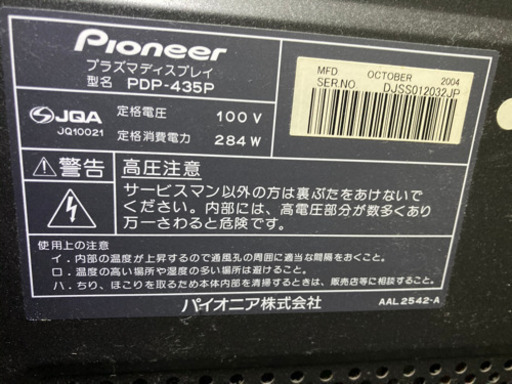 Pioneer
プラズマディスプレイ
型名 PDP-435P
MFD OCTOBER 2004
SER.NO DJSS012032JP
JQA
JQ10021
定格電圧 100V
定格消費電力 284W
警告 高圧注意
サービスマン以外の方は裏ぶたをあけないで
ください。内部には、高電圧部分が数多くあり
万一さわると危険です。
使用上の注意
イ．内部の温度が上昇するので通風孔の周囲に適当な間隔をおくこと。
ロ．温度の高い場所や湿度の多い場所は避けること。
ハ．ちり、ほこりを取るため本体内部を清掃するときは、販売店等に相談すること。
パイオニア株式会社
AAL2542-A